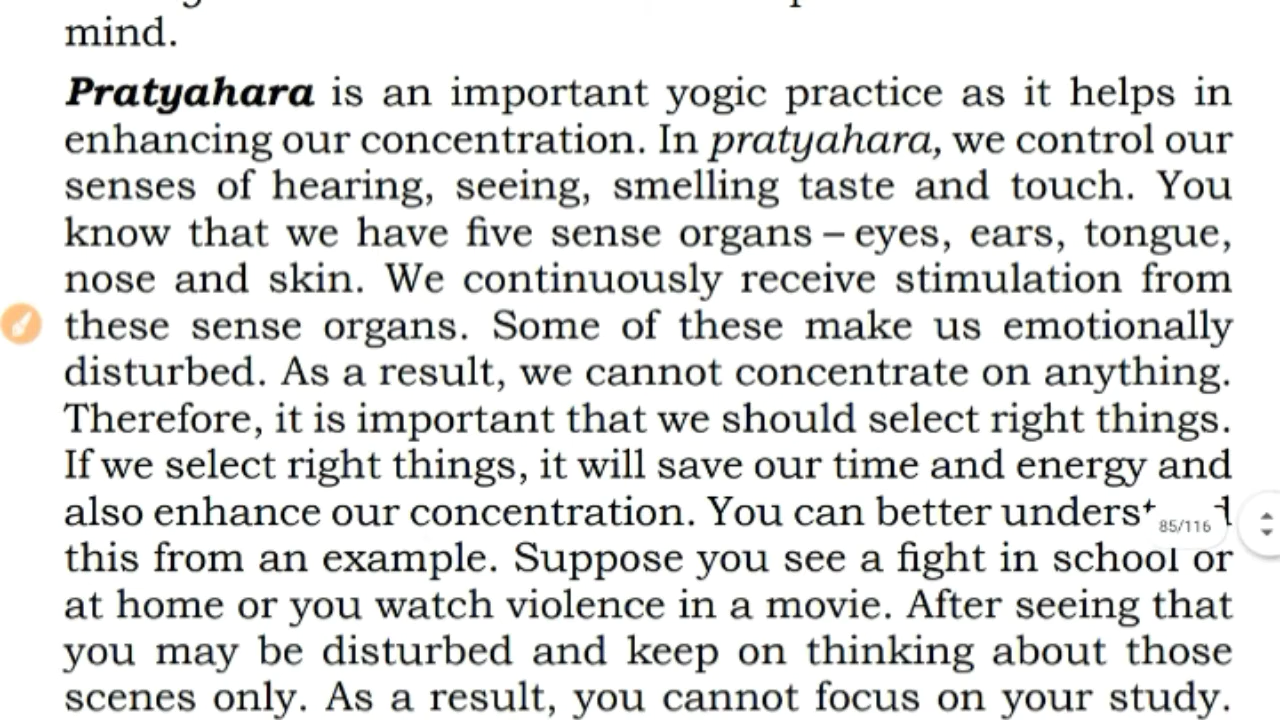 mind.
Pratyahara is an important yogic practice as it helps in
enhancing our concentration. In pratyahara, we control our
senses of hearing, seeing, smelling taste and touch. You
know that we have five sense organs – eyes, ears, tongue,
nose and skin. We continuously receive stimulation from
these sense organs. Some of these make us emotionally
disturbed. As a result, we cannot concentrate on anything.
Therefore, it is important that we should select right things.
If we select right things, it will save our time and energy and
also enhance our concentration. You can better
85/116
this from an example. Suppose you see a fight in school or
at home or you watch violence in a movie. After seeing that
you may be disturbed and keep on thinking about those
scenes only. As a result, you cannot focus on your study.